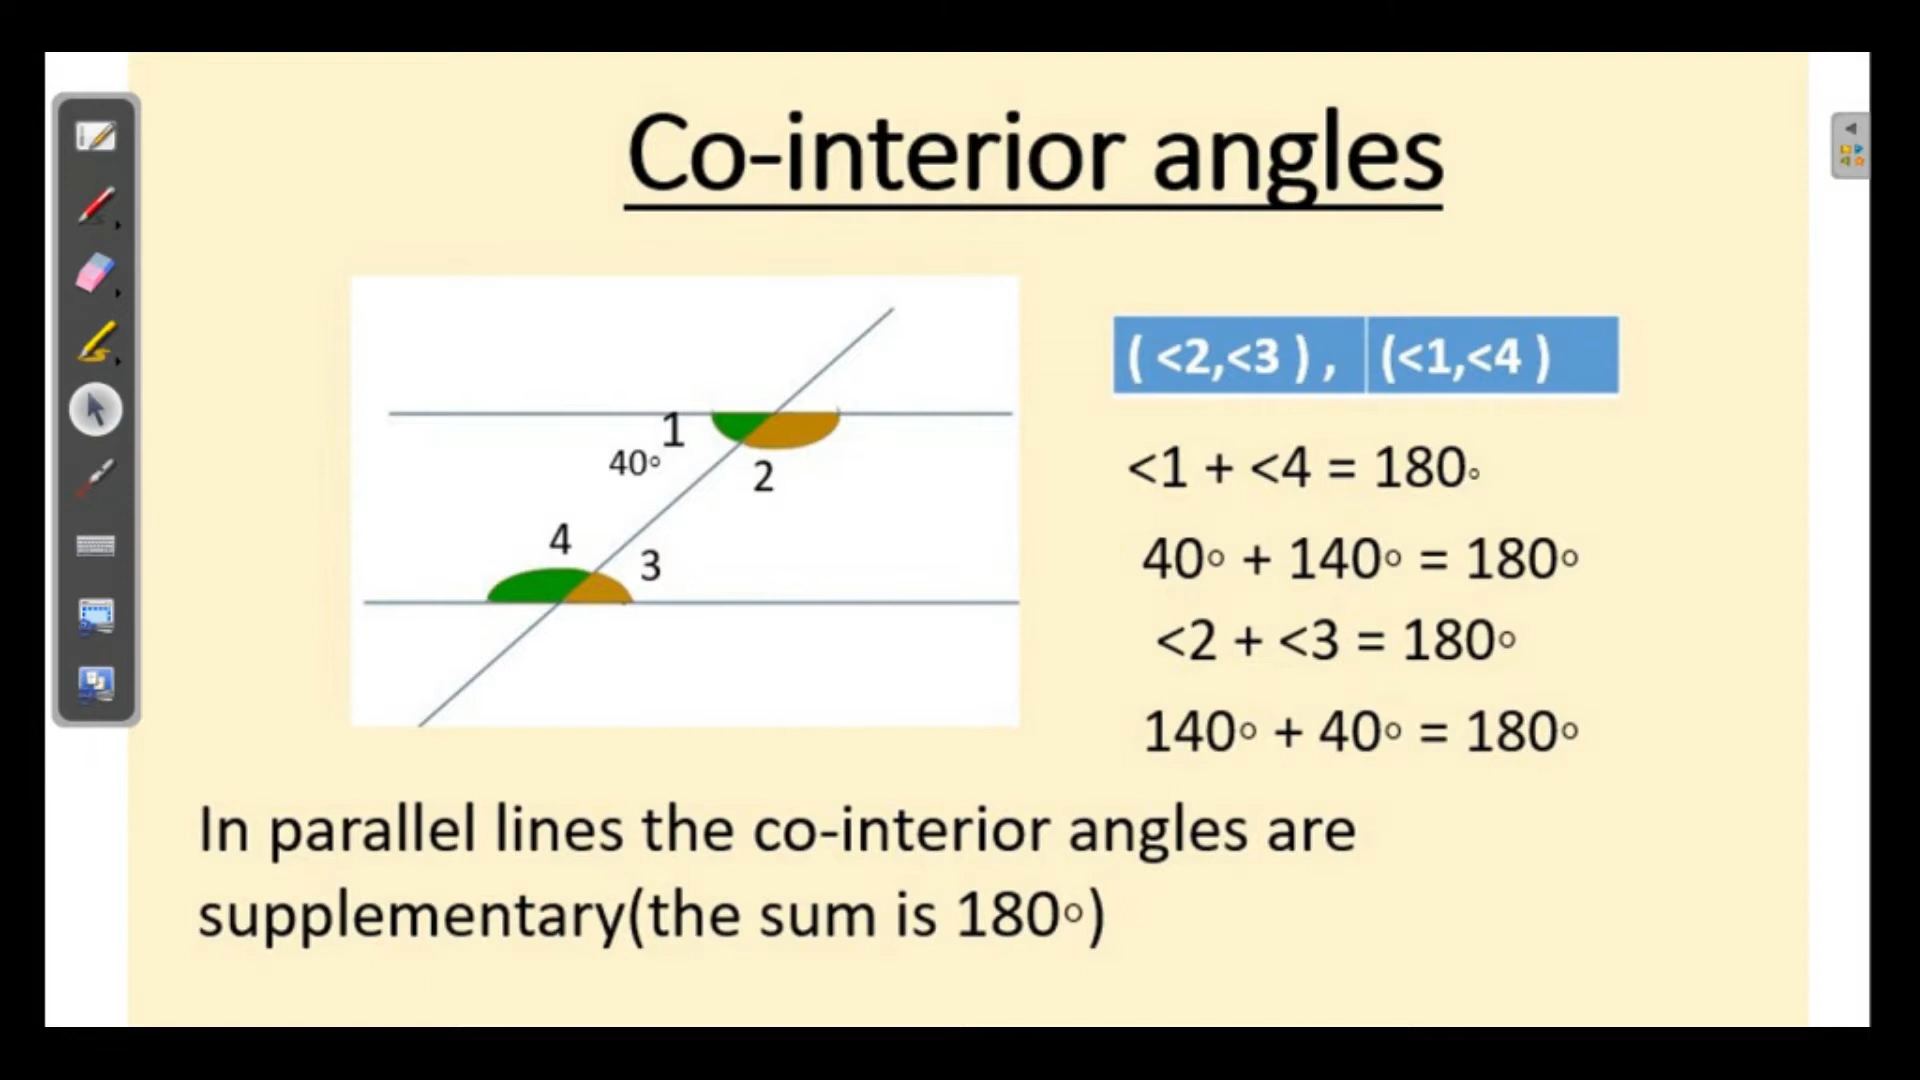 Co-interior angles
1
40°
2
4
3
( <2,<3 ) , (<1,<4 )
<1 + <4 = 180°
40° + 140° = 180°
<2 + <3 = 180°
140° + 40° = 180°
In parallel lines the co-interior angles are
supplementary(the sum is 180°)